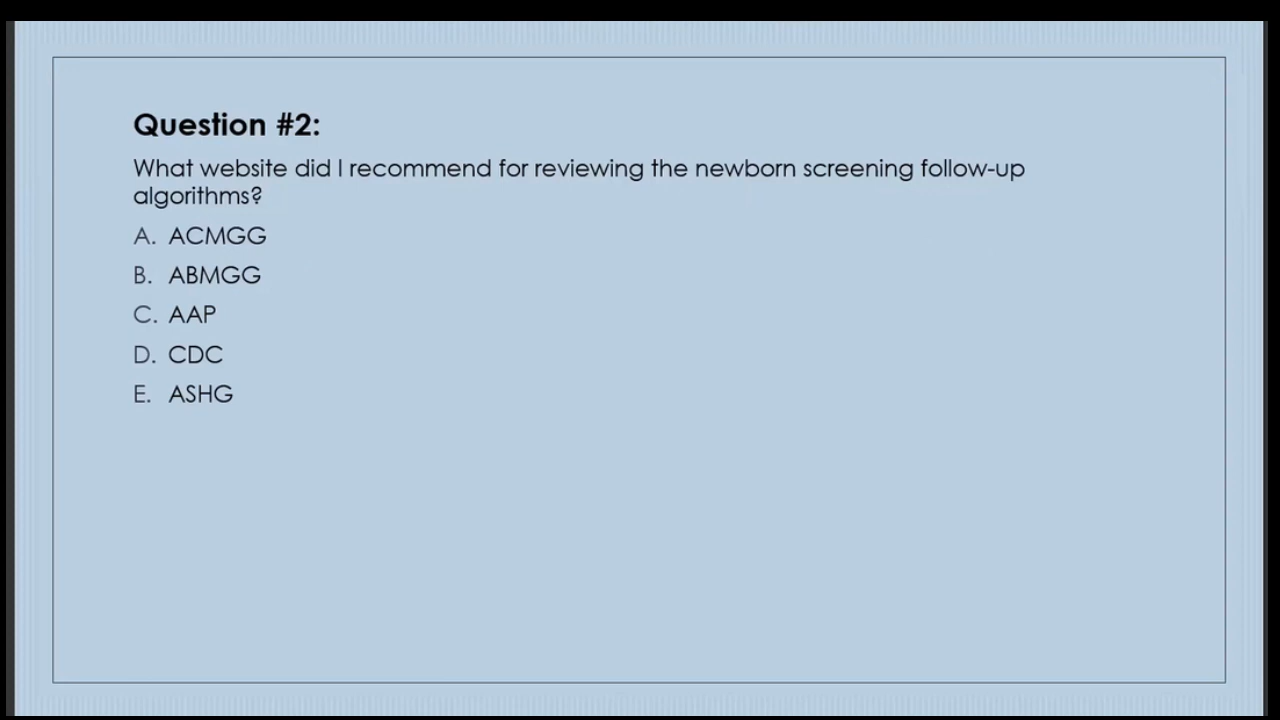 Question #2:
What website did I recommend for reviewing the newborn screening follow-up
algorithms?
A. ACMGG
B. ABMGG
C. AAP
D. CDC
E. ASHG